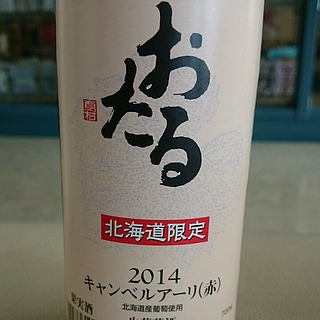 おたる
北海道限定
2014
キャンベルアーリ(赤)
北海道産葡萄使用
果実酒
700ml